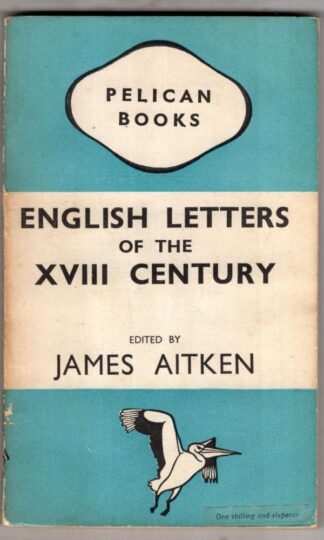 PELICAN
BOOKS
ENGLISH LETTERS
OF THE
XVIII CENTURY
EDITED BY
JAMES AITKEN
One shilling and sixpence